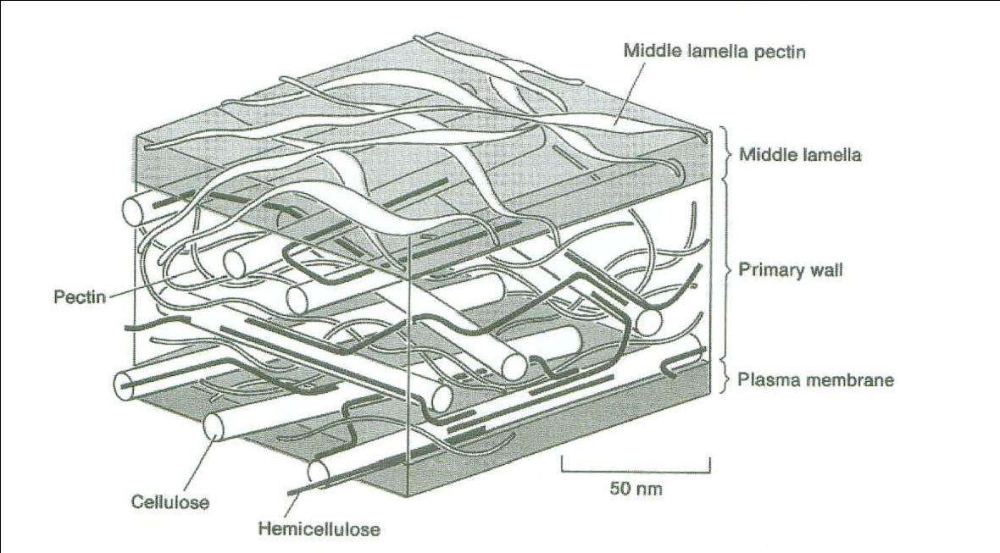 Middle lamella pectin
Middle lamella
Primary wall
Pectin
Plasma membrane
50 nm
Cellulose
Hemicellulose